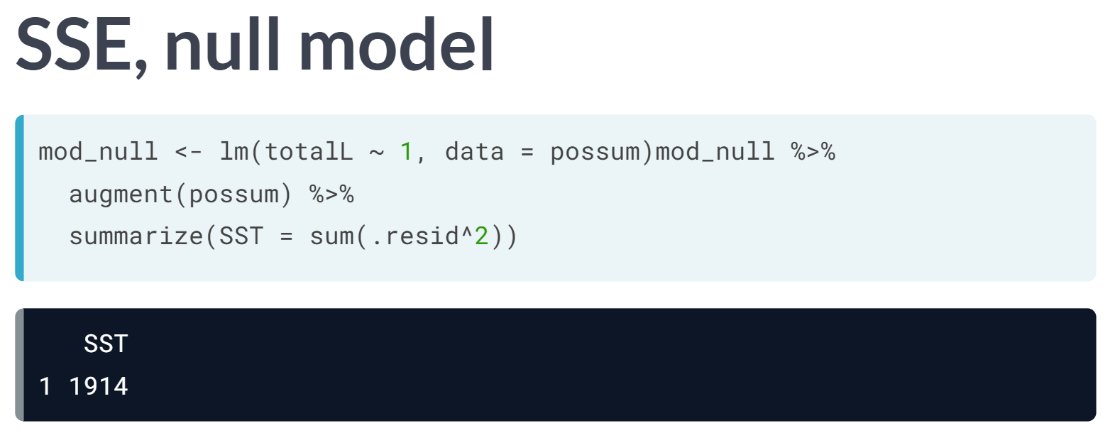 SSE, null model
mod_null <- lm(totalL ~ 1, data = possum)mod_null %>%
  augment(possum) %>%
  summarize(SST = sum(.resid^2))
   SST
1 1914